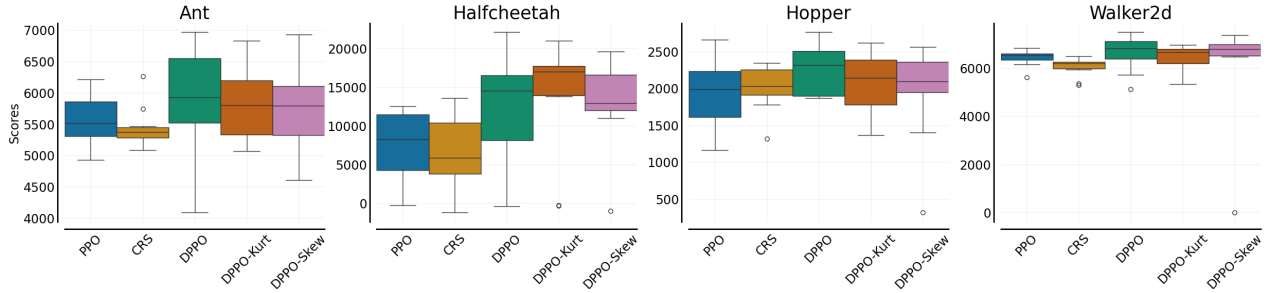 Ant
Scores
7000
6500
6000
5500
5000
4500
4000
PPO
CRS
DPPO
DPPO-Kurt
DPPO-Skew
Halfcheetah
20000
15000
10000
5000
0
PPO
CRS
DPPO
DPPO-Kurt
DPPO-Skew
Hopper
2500
2000
1500
1000
500
PPO
CRS
DPPO
DPPO-Kurt
DPPO-Skew
Walker2d
6000
4000
2000
0
PPO
CRS
DPPO
DPPO-Kurt
DPPO-Skew